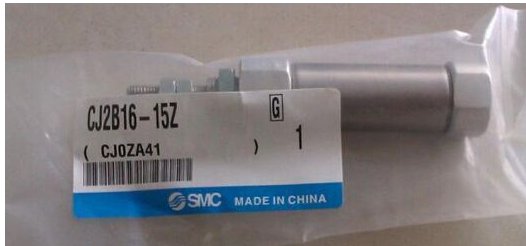 CJ2B16-15Z
G
( CJ0ZA41 )
1
SMC MADE IN CHINA